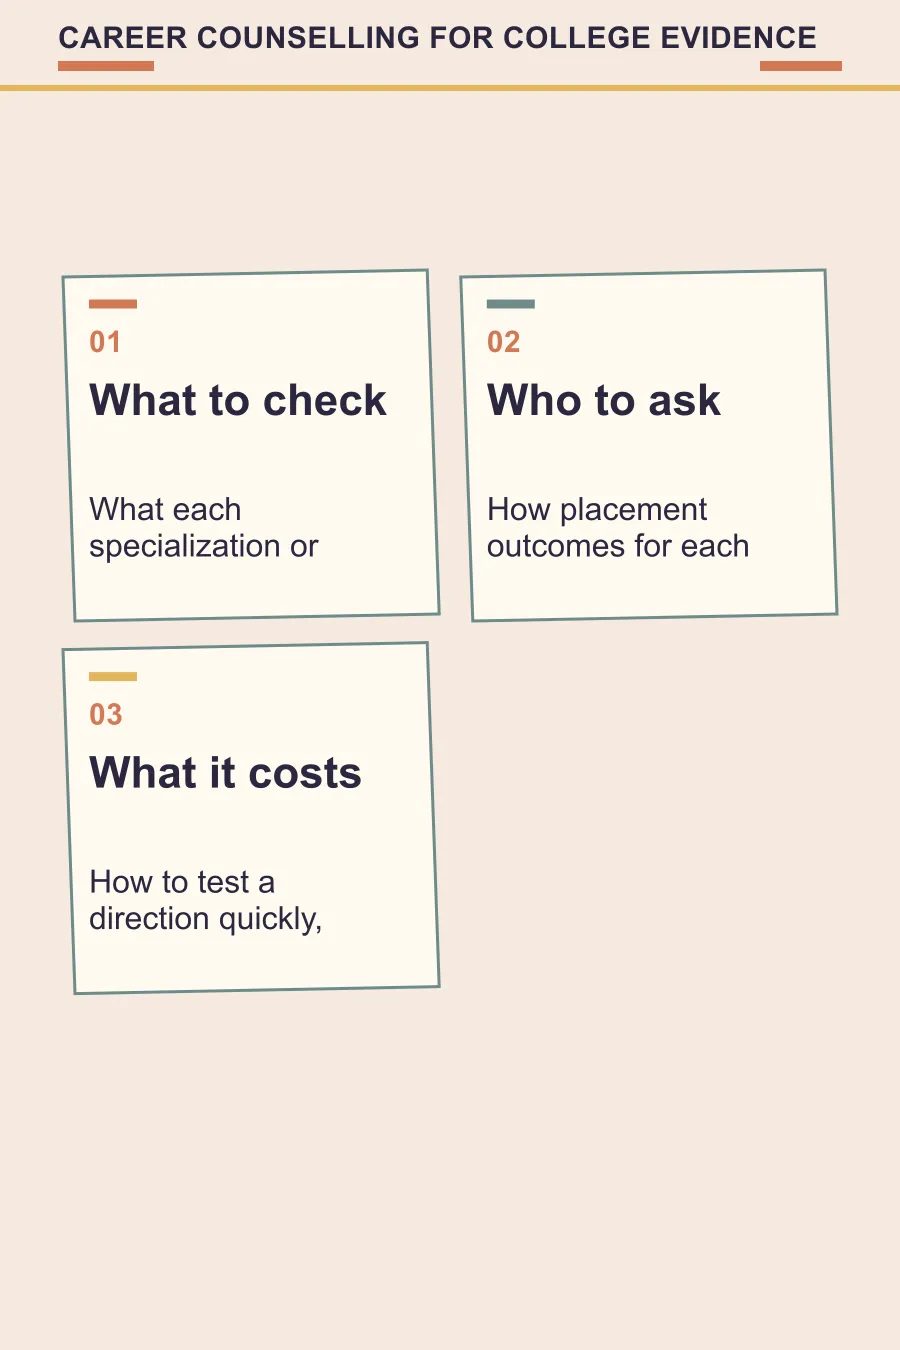 CAREER COUNSELLING FOR COLLEGE EVIDENCE
01
What to check
What each
specialization or
02
Who to ask
How placement
outcomes for each
03
What it costs
How to test a
direction quickly,